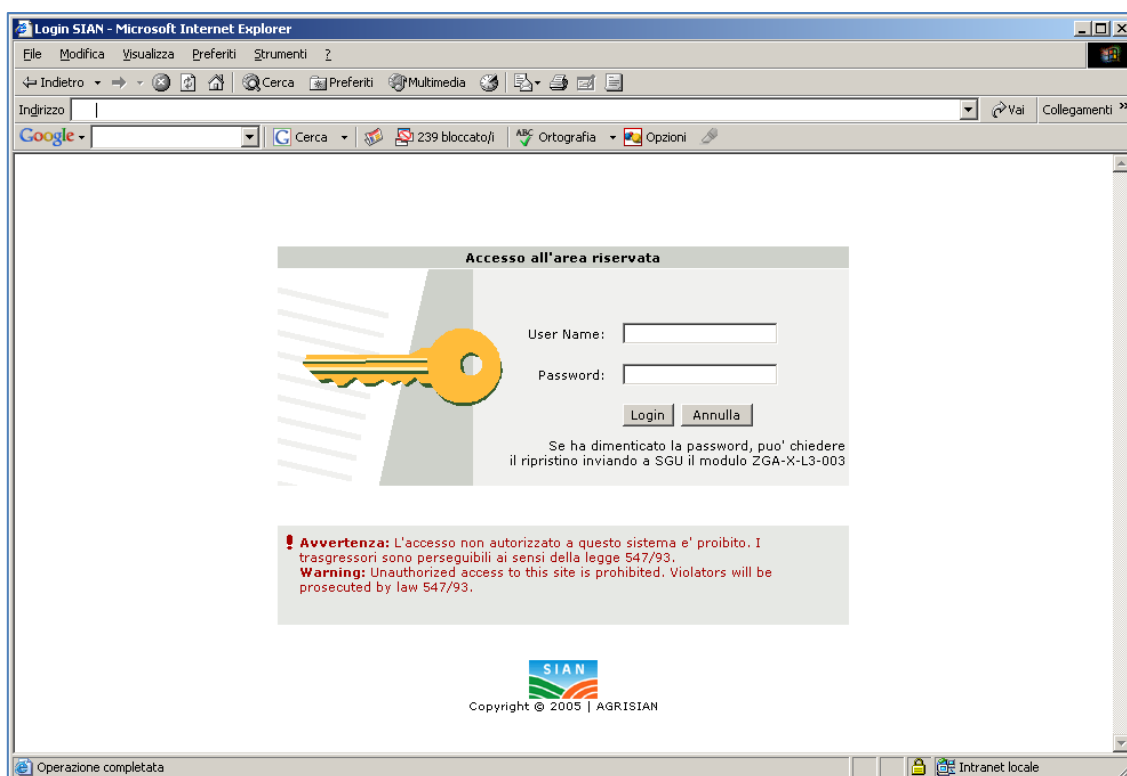 Login SIAN - Microsoft Internet Explorer
File Modifica Visualizza Preferiti Strumenti ?
Indietro Cerca Preferiti Multimedia
Indirizzo Vai Collegamenti »
Google Cerca 239 bloccato/i ABC Ortografia Opzioni
Accesso all'area riservata
User Name:
Password:
Login Annulla
Se ha dimenticato la password, puo' chiedere
il ripristino inviando a SGU il modulo ZGA-X-L3-003
! Avvertenza: L'accesso non autorizzato a questo sistema e' proibito. I
trasgressori sono perseguibili ai sensi della legge 547/93.
Warning: Unauthorized access to this site is prohibited. Violators will be
prosecuted by law 547/93.
SIAN
Copyright © 2005 | AGRISIAN
Operazione completata Intranet locale